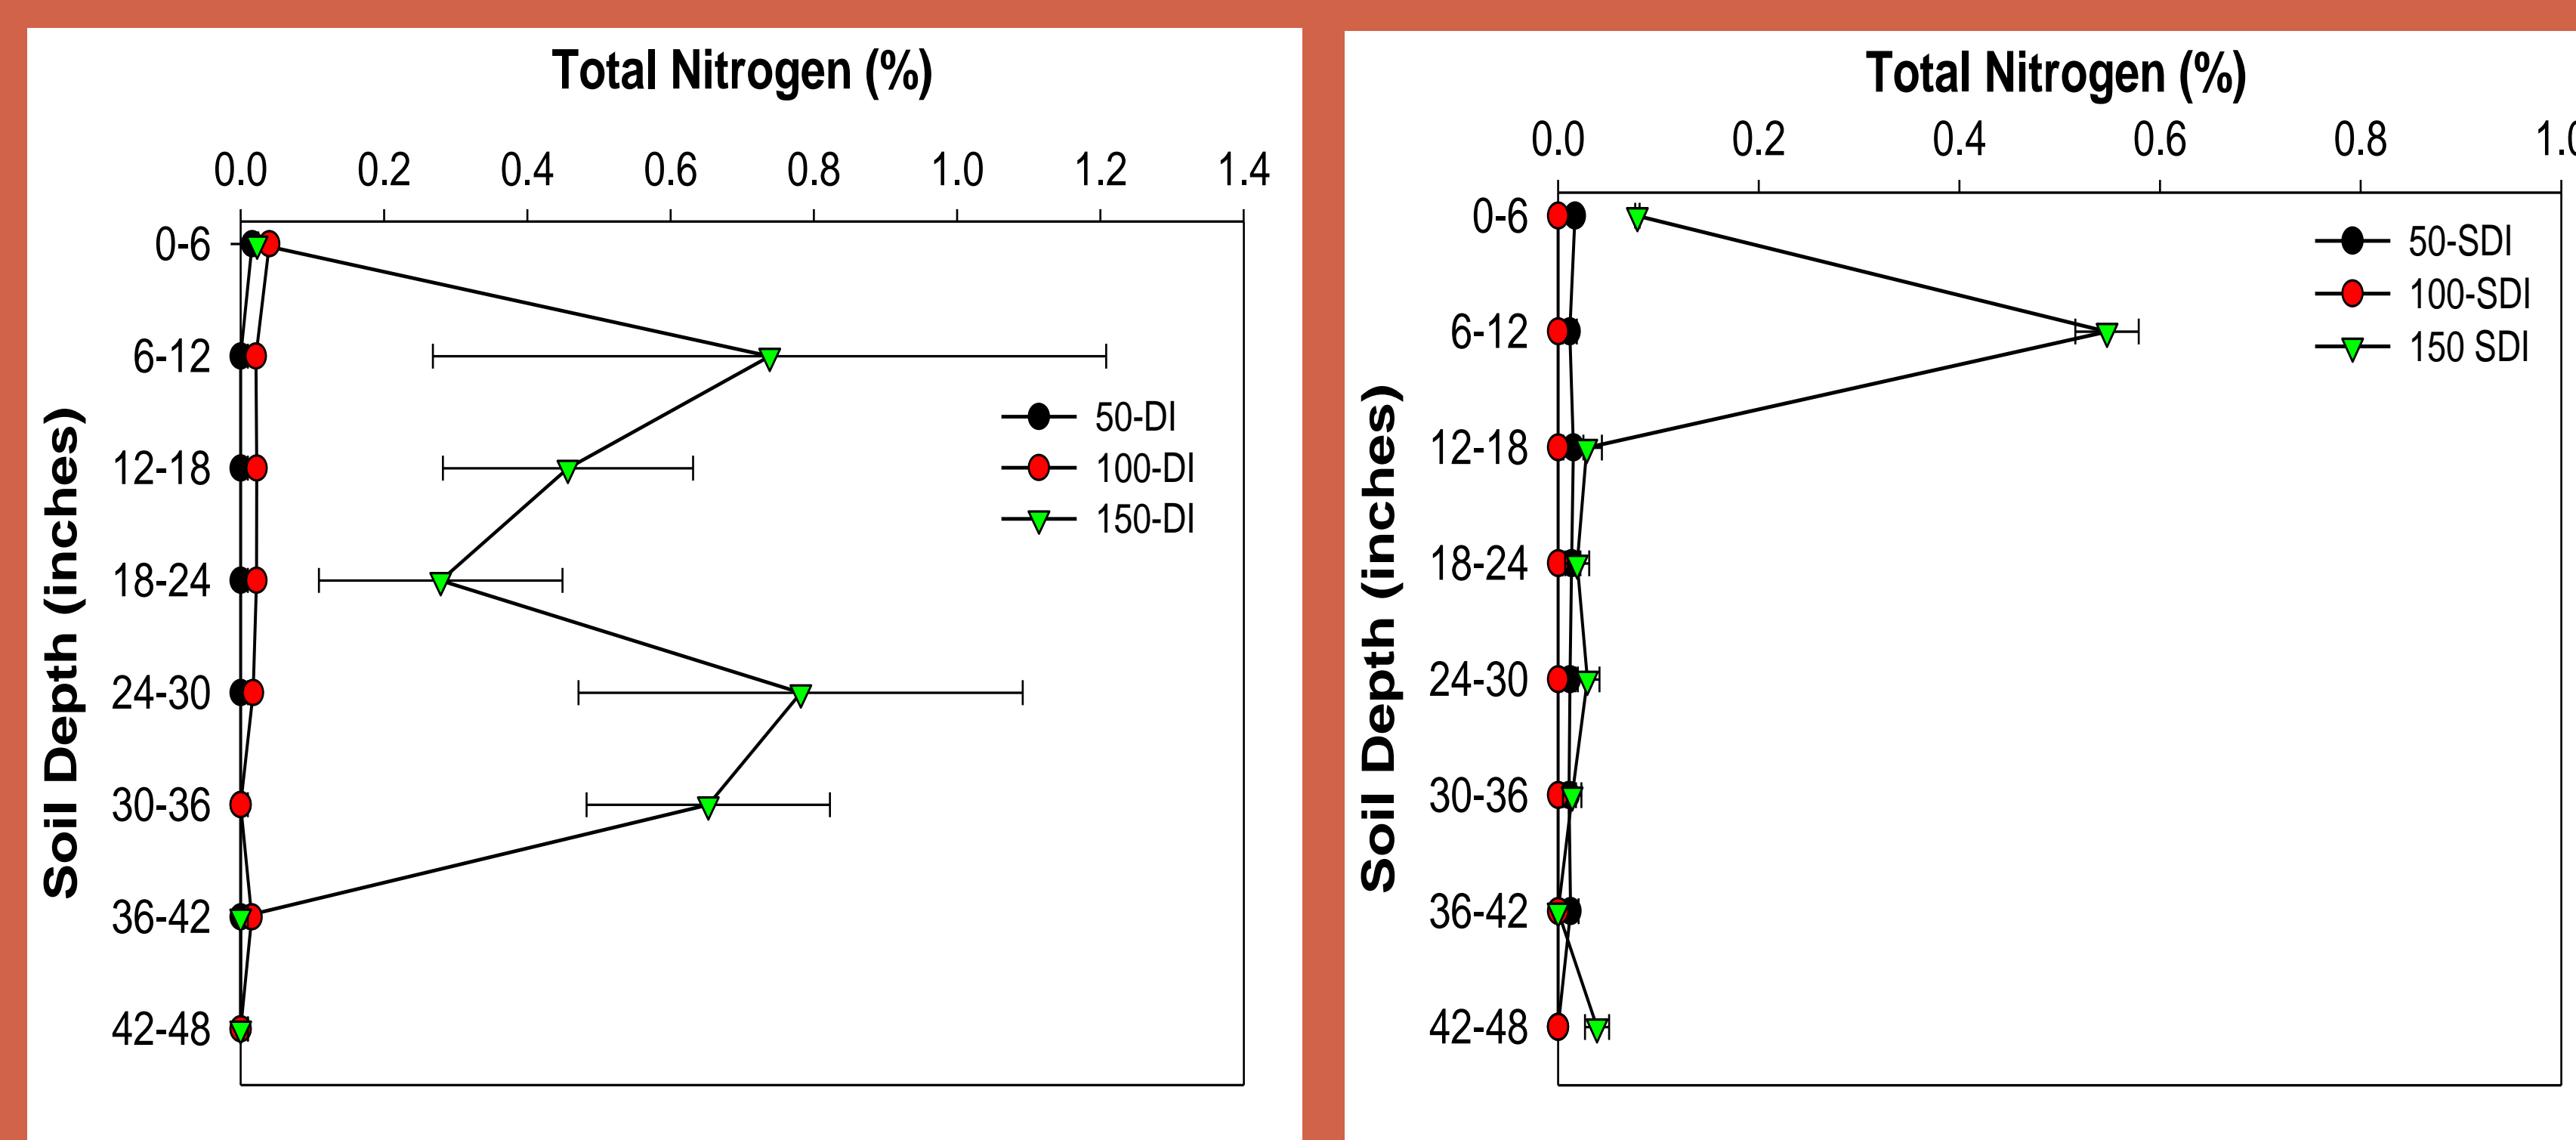 Total Nitrogen (%)
0.0 0.2 0.4 0.6 0.8 1.0 1.2 1.4
Soil Depth (inches)
0-6
6-12
12-18
18-24
24-30
30-36
36-42
42-48
50-DI
100-DI
150-DI
Total Nitrogen (%)
0.0 0.2 0.4 0.6 0.8 1.0
Soil Depth (inches)
0-6
6-12
12-18
18-24
24-30
30-36
36-42
42-48
50-SDI
100-SDI
150 SDI